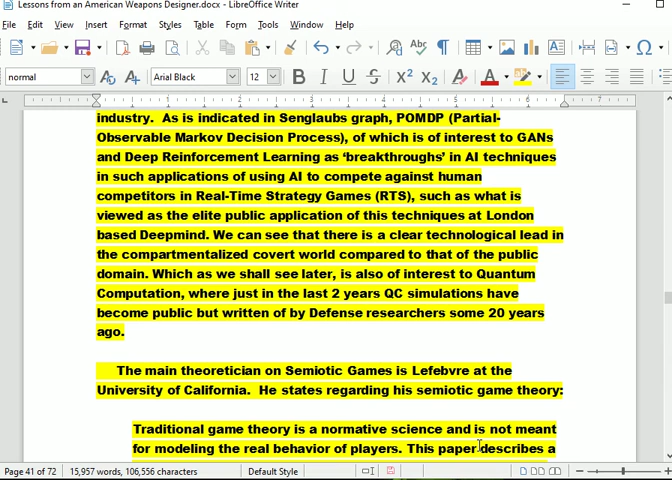 Lessons from an American Weapons Designer.docx - LibreOffice Writer
File Edit View Insert Format Styles Table Form Tools Window Help
normal Arial Black 12
industry.  As is indicated in Senglaubs graph, POMDP (Partial-
Observable Markov Decision Process), of which is of interest to GANs
and Deep Reinforcement Learning as ‘breakthroughs’ in AI techniques
in such applications of using AI to compete against human
competitors in Real-Time Strategy Games (RTS), such as what is
viewed as the elite public application of this techniques at London
based Deepmind. We can see that there is a clear technological lead in
the compartmentalized covert world compared to that of the public
domain. Which as we shall see later, is also of interest to Quantum
Computation, where just in the last 2 years QC simulations have
become public but written of by Defense researchers some 20 years
ago.
The main theoretician on Semiotic Games is Lefebvre at the
University of California.  He states regarding his semiotic game theory:
Traditional game theory is a normative science and is not meant
for modeling the real behavior of players. This paper describes a
Page 41 of 72 15,957 words, 106,556 characters Default Style